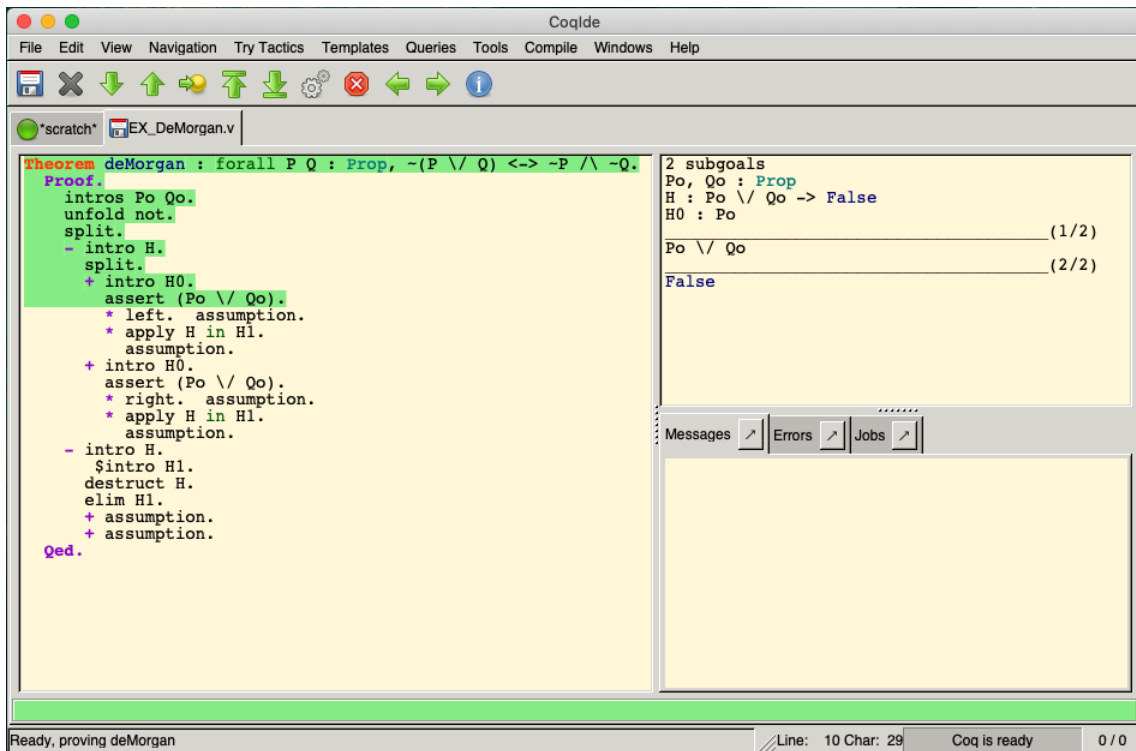 CoqIde
File Edit View Navigation Try Tactics Templates Queries Tools Compile Windows Help
*scratch* EX_DeMorgan.v
Theorem deMorgan : forall P Q : Prop, ~(P \/ Q) <-> ~P /\ ~Q.
Proof.
intros Po Qo.
unfold not.
split.
- intro H.
split.
+ intro H0.
assert (Po \/ Qo).
* left. assumption.
* apply H in H1.
assumption.
+ intro H0.
assert (Po \/ Qo).
* right. assumption.
* apply H in H1.
assumption.
- intro H.
$intro H1.
destruct H.
elim H1.
+ assumption.
+ assumption.
Qed.
2 subgoals
Po, Qo : Prop
H : Po \/ Qo -> False
H0 : Po
(1/2)
Po \/ Qo
(2/2)
False
Messages Errors Jobs
Ready, proving deMorgan Line: 10 Char: 29 Coq is ready 0 / 0